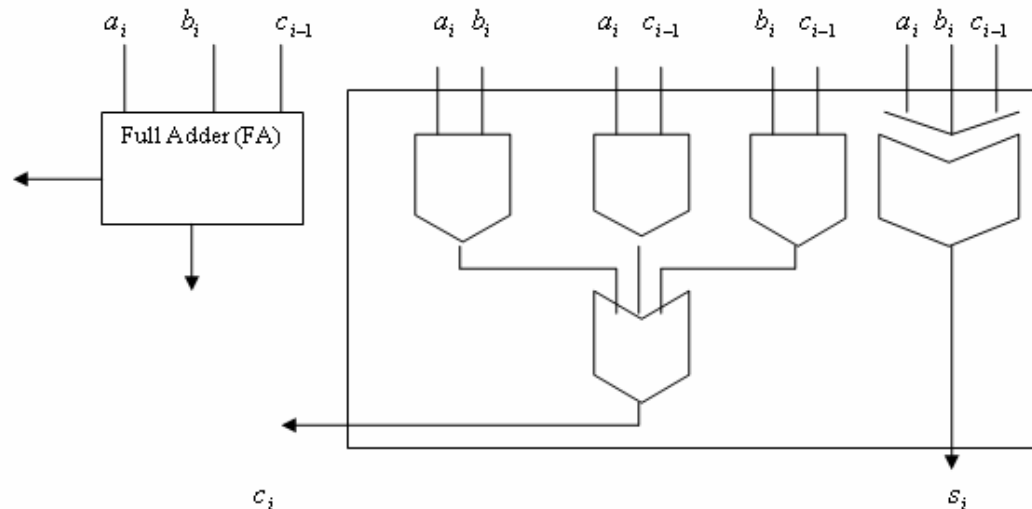 a_i b_i c_{i-1} a_i b_i a_i c_{i-1} b_i c_{i-1} a_i b_i c_{i-1}
Full Adder (FA)
c_i s_i